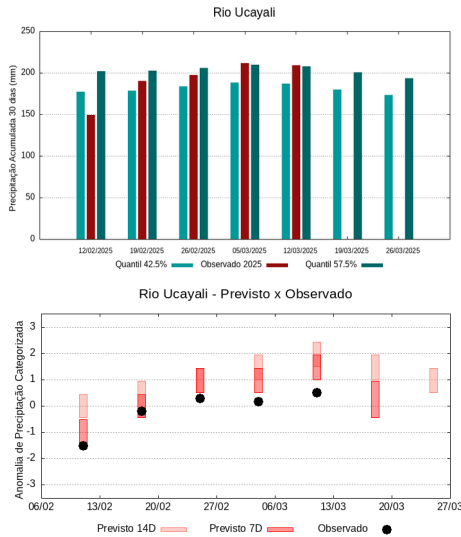 Rio Ucayali
Precipitação Acumulada 30 dias (mm)
250
200
150
100
50
0
12/02/2025 19/02/2025 26/02/2025 05/03/2025 12/03/2025 19/03/2025 26/03/2025
Quantil 42.5% Observado 2025 Quantil 57.5%
Rio Ucayali - Previsto x Observado
Anomalia de Precipitação Categorizada
3
2
1
0
-1
-2
-3
06/02 13/02 20/02 27/02 06/03 13/03 20/03 27/03
Previsto 14D Previsto 7D Observado